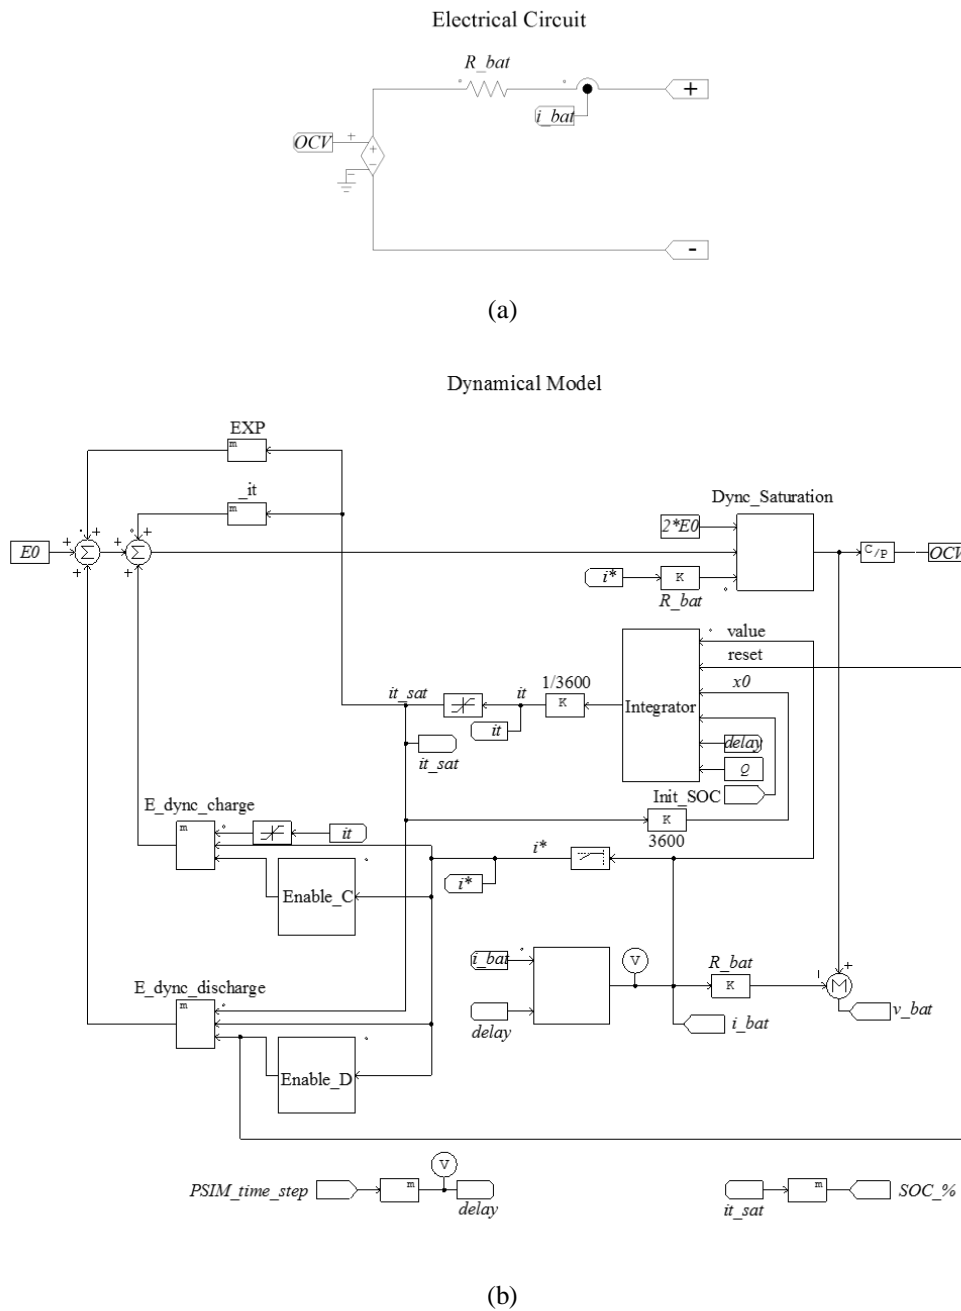 Electrical Circuit
R_bat
i_bat
+
OCV
+
+
−
−
-
(a)
Dynamical Model
EXP
m
_it
m
Dync_Saturation
2*E0
E0
+
+
+
Σ
+
+
+
Σ
C/P
OCV
i*
K
R_bat
value
reset
x0
Integrator
1/3600
K
it
it_sat
it
it_sat
delay
Q
Init_SOC
K
3600
E_dync_charge
m
it
i*
i*
Enable_C
i_bat
delay
V
R_bat
K
+
−
M
v_bat
i_bat
E_dync_discharge
m
Enable_D
PSIM_time_step
m
V
delay
it_sat
m
SOC_%
(b)